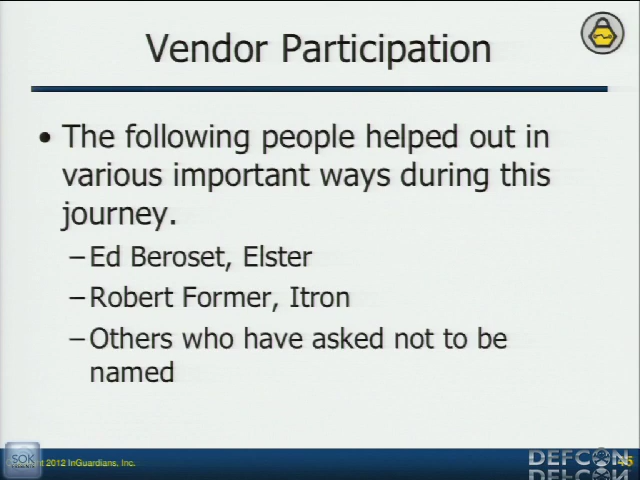 Vendor Participation
• The following people helped out in
various important ways during this
journey.
–Ed Beroset, Elster
–Robert Former, Itron
–Others who have asked not to be
named
2012 InGuardians, Inc.
SOK
DEFCON